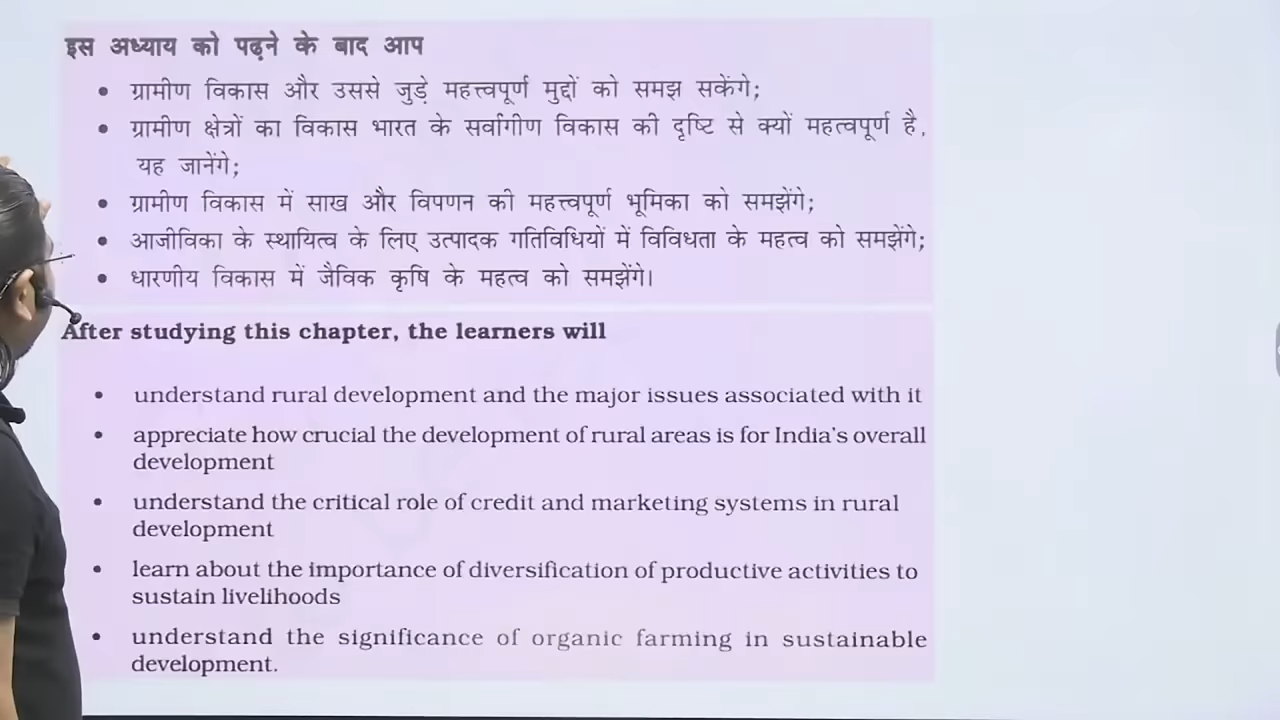 इस अध्याय को पढ़ने के बाद आप
• ग्रामीण विकास और उससे जुड़े महत्त्वपूर्ण मुद्दों को समझ सकेंगे;
• ग्रामीण क्षेत्रों का विकास भारत के सर्वांगीण विकास की दृष्टि से क्यों महत्वपूर्ण है,
यह जानेंगे;
• ग्रामीण विकास में साख और विपणन की महत्त्वपूर्ण भूमिका को समझेंगे;
• आजीविका के स्थायित्व के लिए उत्पादक गतिविधियों में विविधता के महत्व को समझेंगे;
• धारणीय विकास में जैविक कृषि के महत्व को समझेंगे।
After studying this chapter, the learners will
• understand rural development and the major issues associated with it
• appreciate how crucial the development of rural areas is for India's overall
development
• understand the critical role of credit and marketing systems in rural
development
• learn about the importance of diversification of productive activities to
sustain livelihoods
• understand the significance of organic farming in sustainable
development.